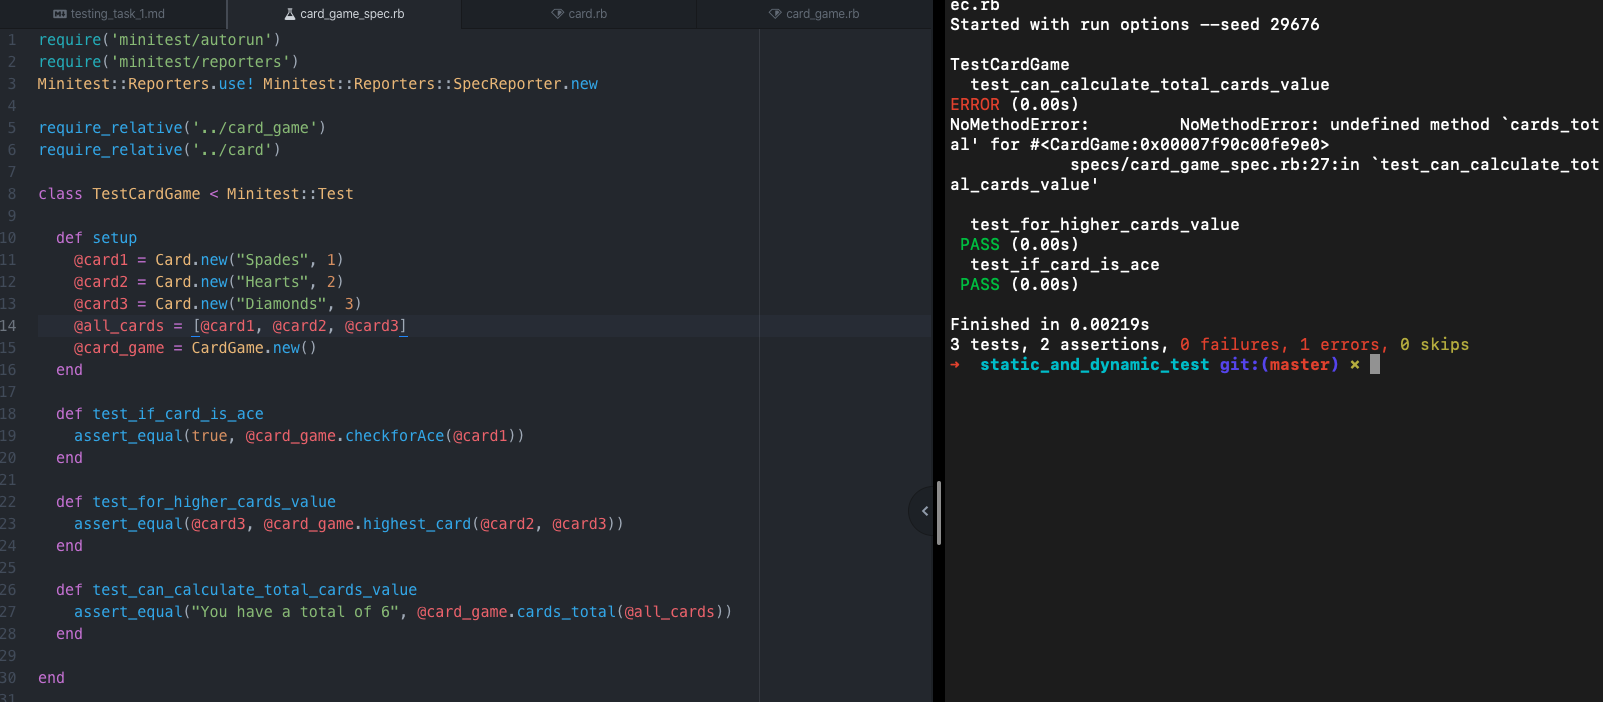 testing_task_1.md
card_game_spec.rb
card.rb
card_game.rb
1 require('minitest/autorun')
2 require('minitest/reporters')
3 Minitest::Reporters.use! Minitest::Reporters::SpecReporter.new
4
5 require_relative('../card_game')
6 require_relative('../card')
7
8 class TestCardGame < Minitest::Test
9
10 def setup
11 @card1 = Card.new("Spades", 1)
12 @card2 = Card.new("Hearts", 2)
13 @card3 = Card.new("Diamonds", 3)
14 @all_cards = [@card1, @card2, @card3]
15 @card_game = CardGame.new()
16 end
17
18 def test_if_card_is_ace
19 assert_equal(true, @card_game.checkforAce(@card1))
20 end
21
22 def test_for_higher_cards_value
23 assert_equal(@card3, @card_game.highest_card(@card2, @card3))
24 end
25
26 def test_can_calculate_total_cards_value
27 assert_equal("You have a total of 6", @card_game.cards_total(@all_cards))
28 end
29
30 end
31
ec.rb
Started with run options --seed 29676
TestCardGame
test_can_calculate_total_cards_value
ERROR (0.00s)
NoMethodError: NoMethodError: undefined method `cards_tot
al' for #<CardGame:0x00007f90c00fe9e0>
specs/card_game_spec.rb:27:in `test_can_calculate_tot
al_cards_value'
test_for_higher_cards_value
PASS (0.00s)
test_if_card_is_ace
PASS (0.00s)
Finished in 0.00219s
3 tests, 2 assertions, 0 failures, 1 errors, 0 skips
➜ static_and_dynamic_test git:(master) ✗